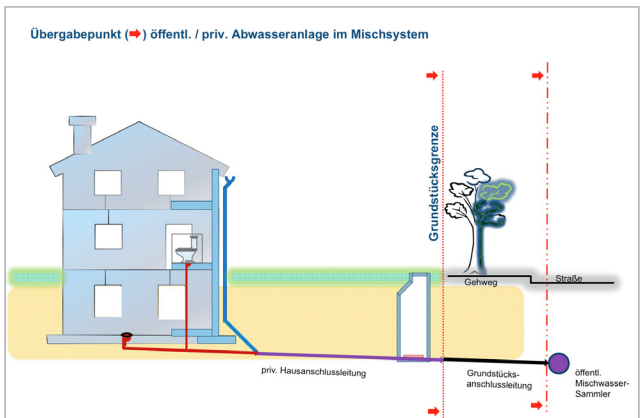 Übergabepunkt (➡) öffentl. / priv. Abwasseranlage im Mischsystem
Grundstücksgrenze
Gehweg
Straße
priv. Hausanschlussleitung
Grundstücks-
anschlussleitung
öffentl.
Mischwasser-
Sammler